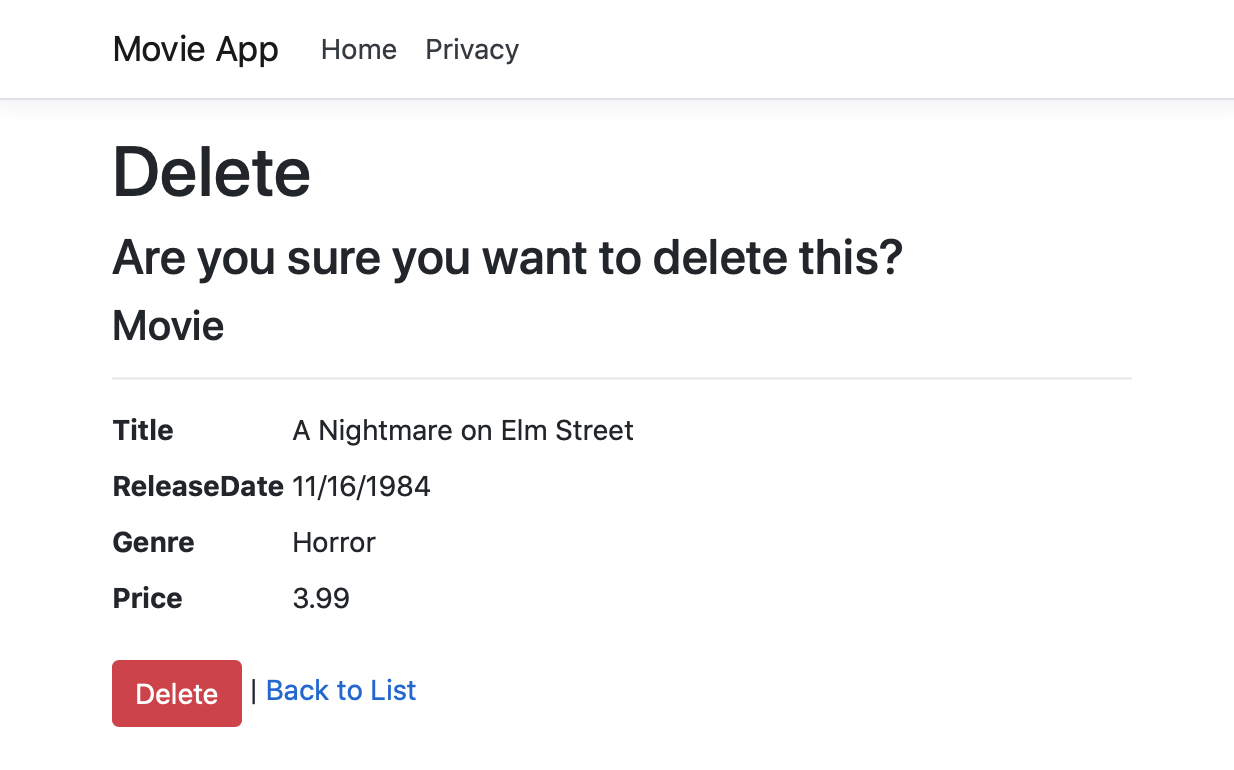 Movie App Home Privacy
Delete
Are you sure you want to delete this?
Movie
Title A Nightmare on Elm Street
ReleaseDate 11/16/1984
Genre Horror
Price 3.99
Delete | Back to List